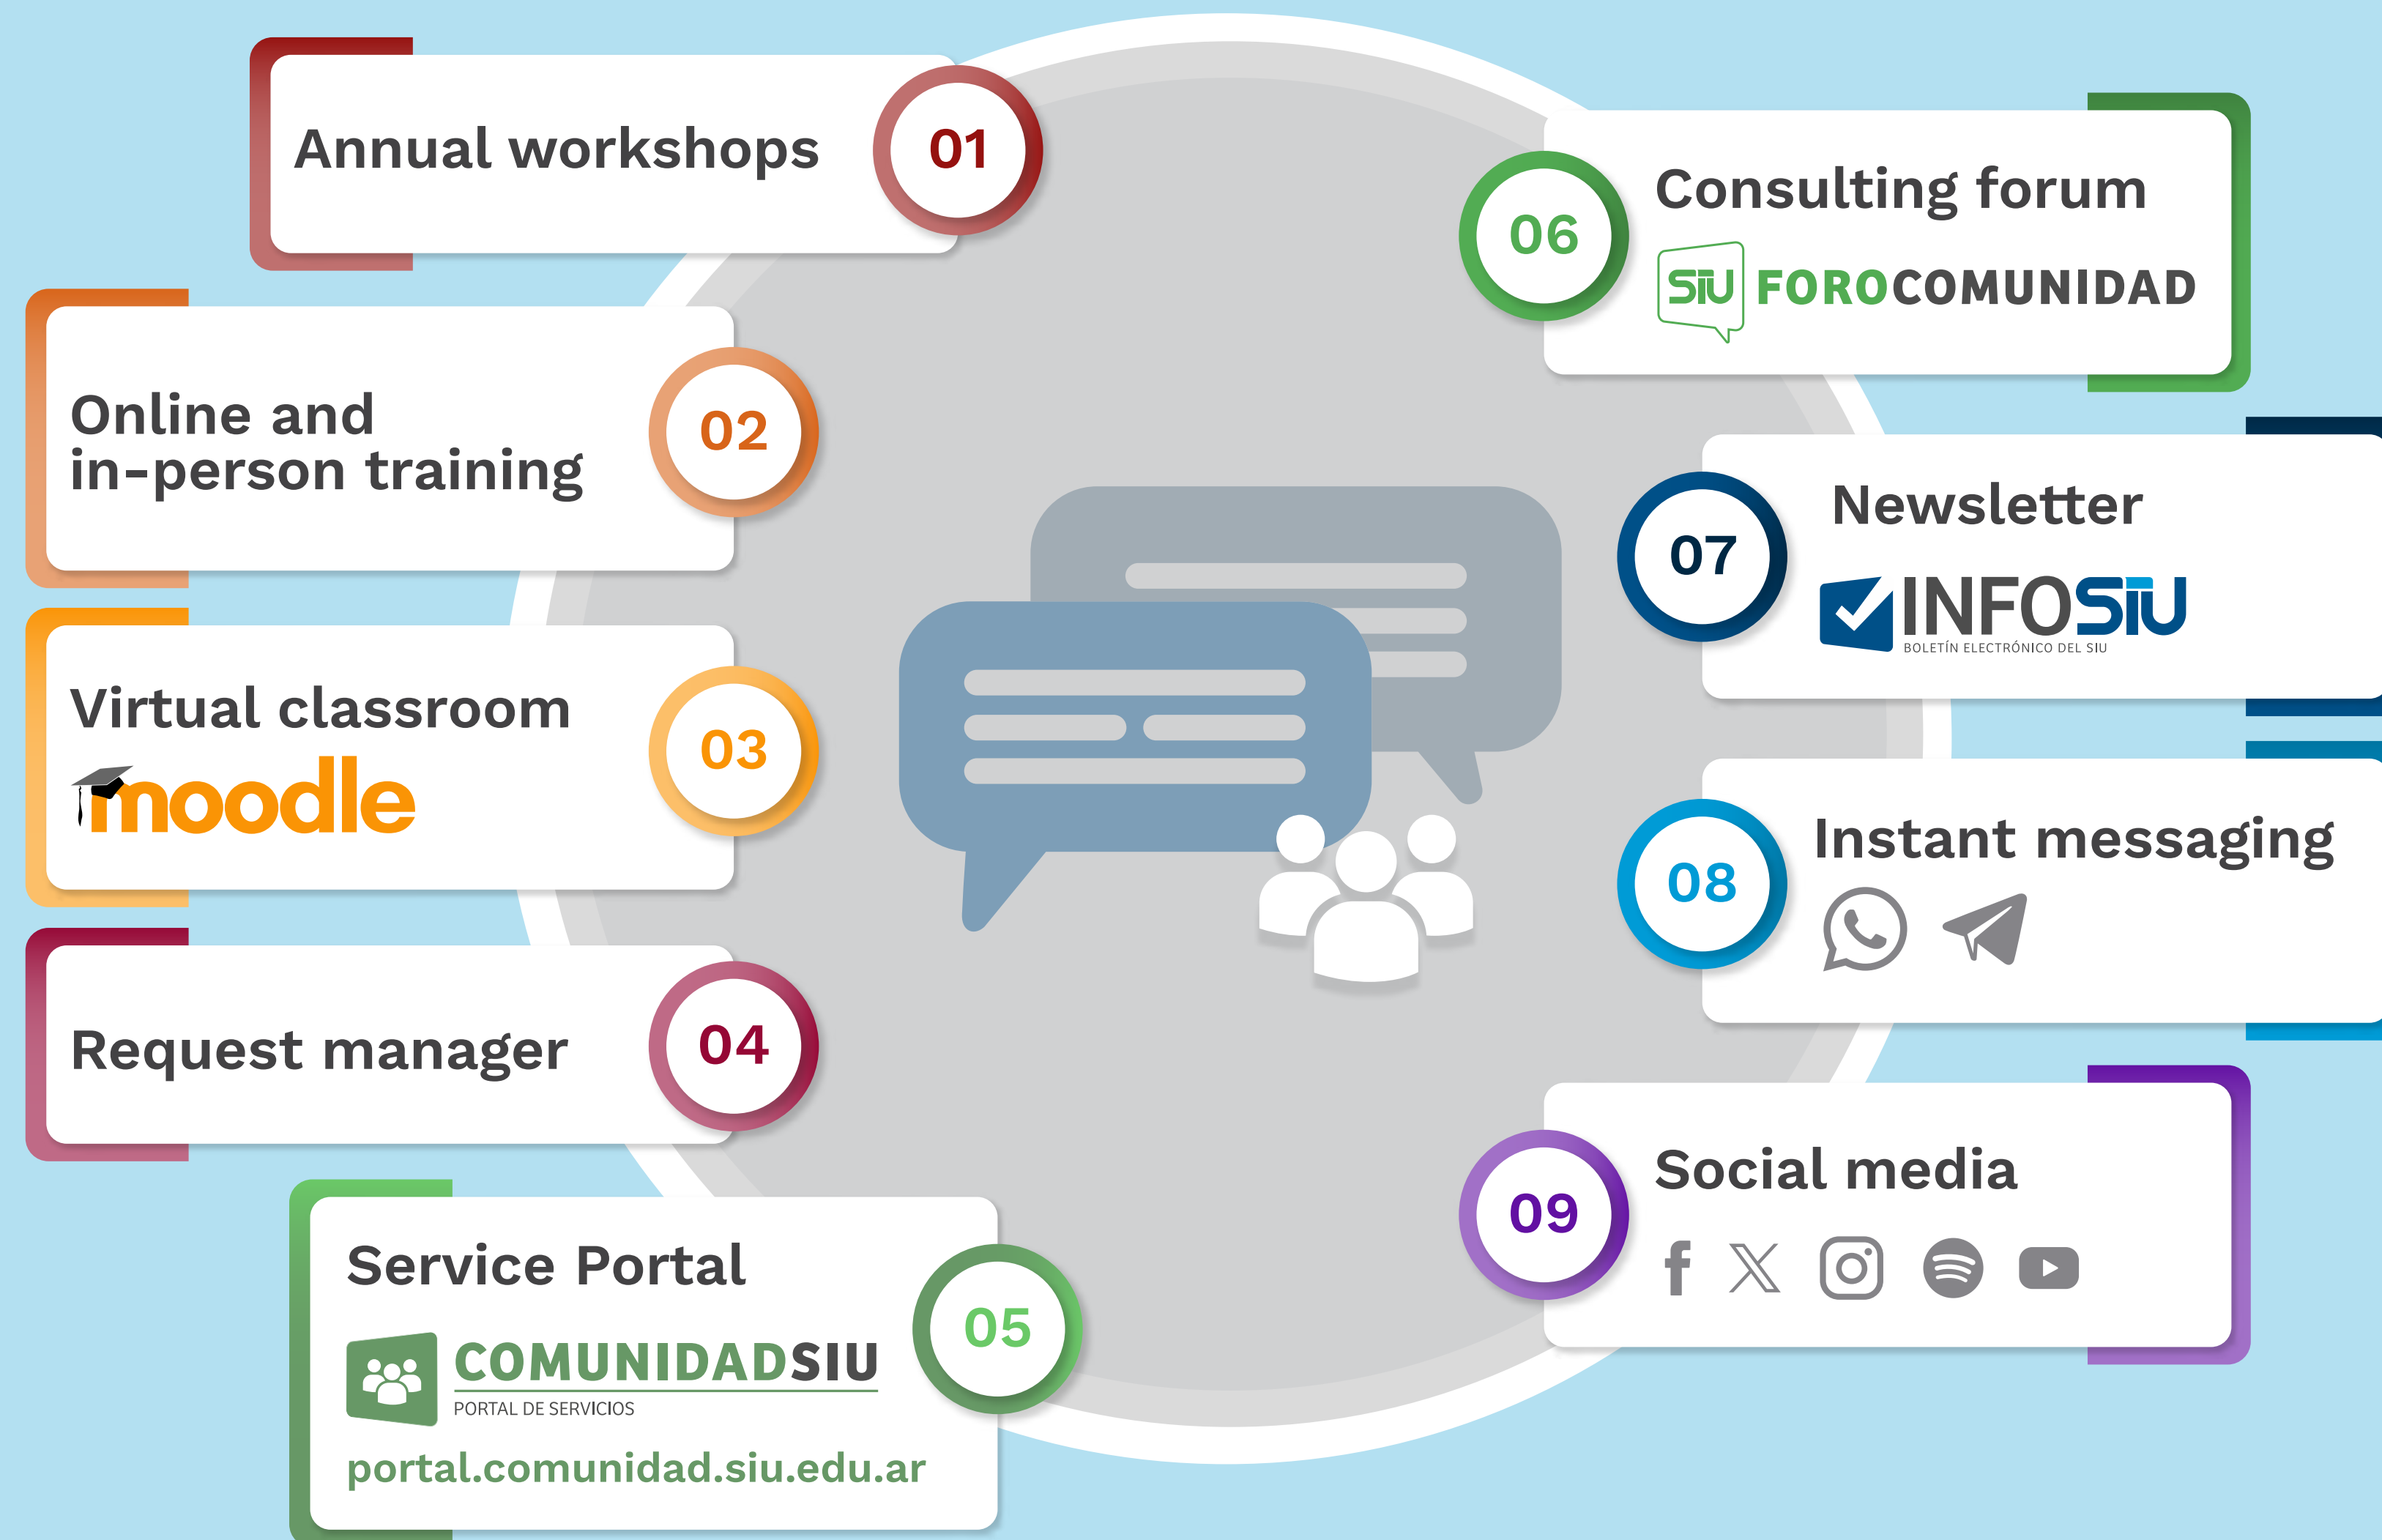 Annual workshops
01
Online and
in-person training
02
Virtual classroom
moodle
03
Request manager
04
Service Portal
COMUNIDADSIU
PORTAL DE SERVICIOS
portal.comunidad.siu.edu.ar
05
06
Consulting forum
SIU FOROCOMUNIDAD
07
Newsletter
INFOSIU
BOLETÍN ELECTRÓNICO DEL SIU
08
Instant messaging
09
Social media